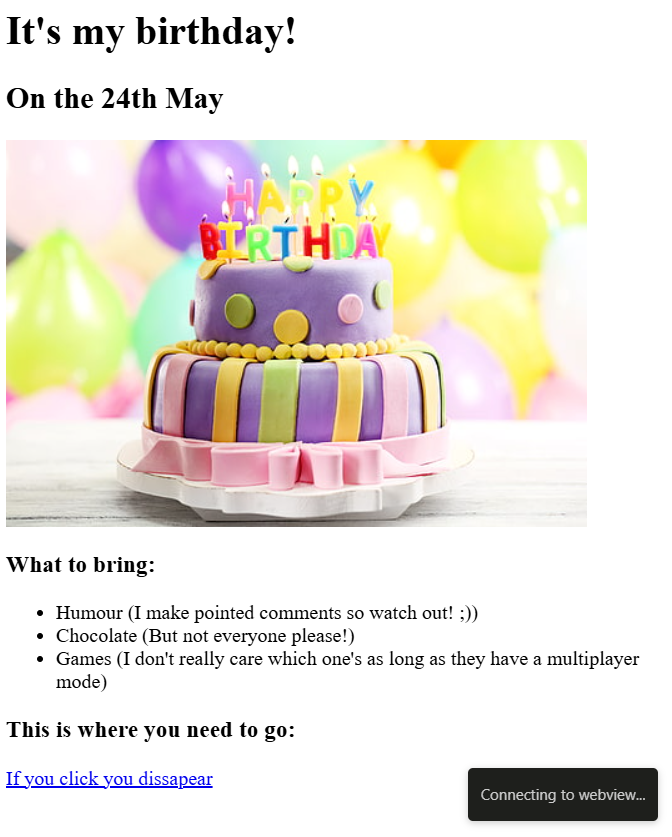 It's my birthday!
On the 24th May
HAPPY
BIRTHDAY
What to bring:
Humour (I make pointed comments so watch out! ;))
Chocolate (But not everyone please!)
Games (I don't really care which one's as long as they have a multiplayer
mode)
This is where you need to go:
If you click you dissapear
Connecting to webview...